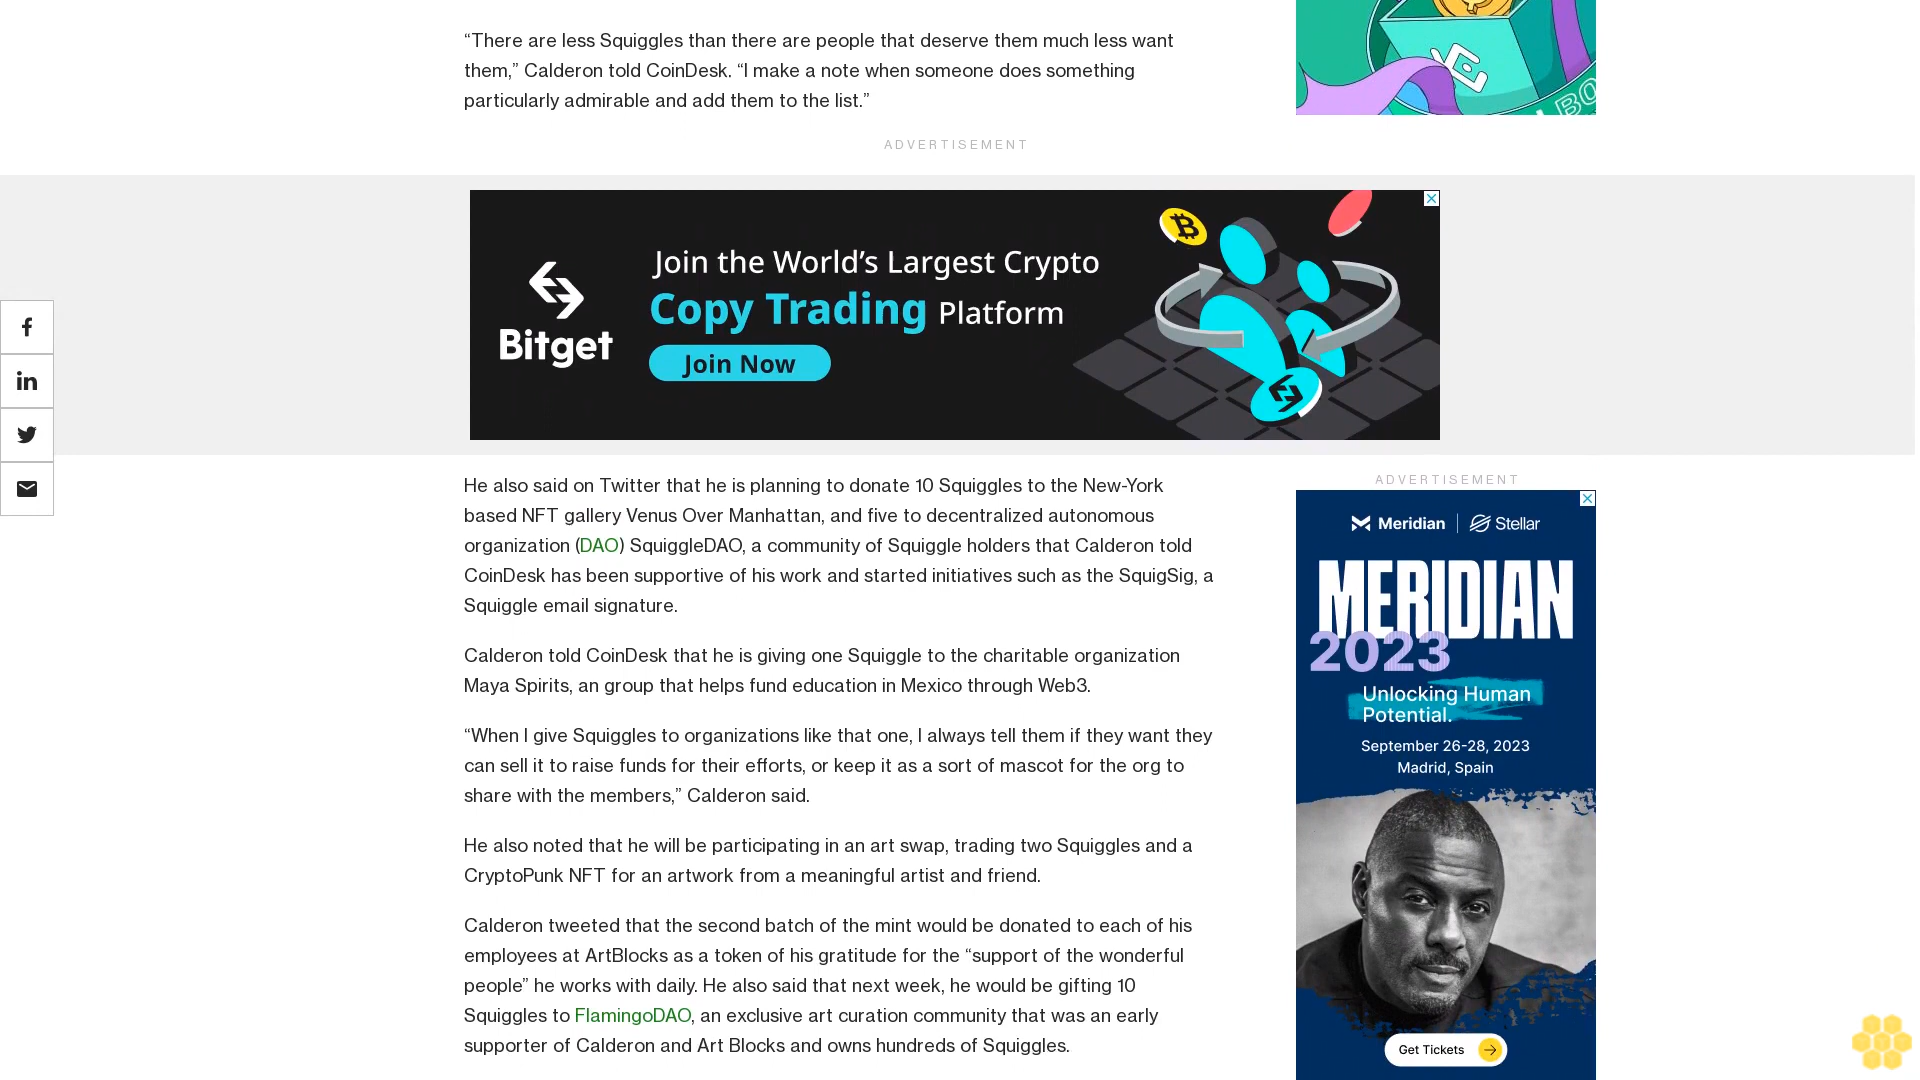 “There are less Squiggles than there are people that deserve them much less want
them,” Calderon told CoinDesk. “I make a note when someone does something
particularly admirable and add them to the list.”
ADVERTISEMENT
Join the World’s Largest Crypto
Copy Trading Platform
Bitget
Join Now
He also said on Twitter that he is planning to donate 10 Squiggles to the New-York
based NFT gallery Venus Over Manhattan, and five to decentralized autonomous
organization (DAO) SquiggleDAO, a community of Squiggle holders that Calderon told
CoinDesk has been supportive of his work and started initiatives such as the SquigSig, a
Squiggle email signature.
Calderon told CoinDesk that he is giving one Squiggle to the charitable organization
Maya Spirits, an group that helps fund education in Mexico through Web3.
“When I give Squiggles to organizations like that one, I always tell them if they want they
can sell it to raise funds for their efforts, or keep it as a sort of mascot for the org to
share with the members,” Calderon said.
He also noted that he will be participating in an art swap, trading two Squiggles and a
CryptoPunk NFT for an artwork from a meaningful artist and friend.
Calderon tweeted that the second batch of the mint would be donated to each of his
employees at ArtBlocks as a token of his gratitude for the “support of the wonderful
people” he works with daily. He also said that next week, he would be gifting 10
Squiggles to FlamingoDAO, an exclusive art curation community that was an early
supporter of Calderon and Art Blocks and owns hundreds of Squiggles.
ADVERTISEMENT
Meridian | Stellar
MERIDIAN
2023
Unlocking Human
Potential.
September 26-28, 2023
Madrid, Spain
Get Tickets